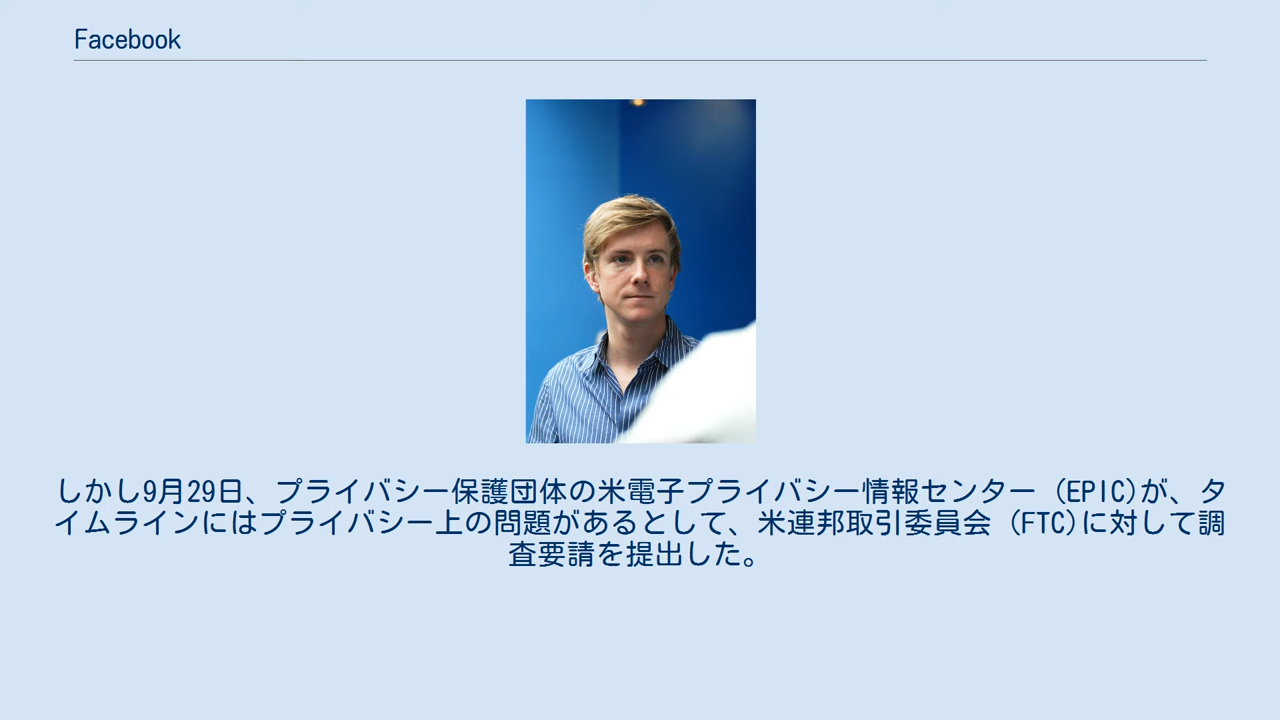 Facebook
しかし9月29日、プライバシー保護団体の米電子プライバシー情報センター (EPIC)が、タ
イムラインにはプライバシー上の問題があるとして、米連邦取引委員会 (FTC)に対して調
査要請を提出した。